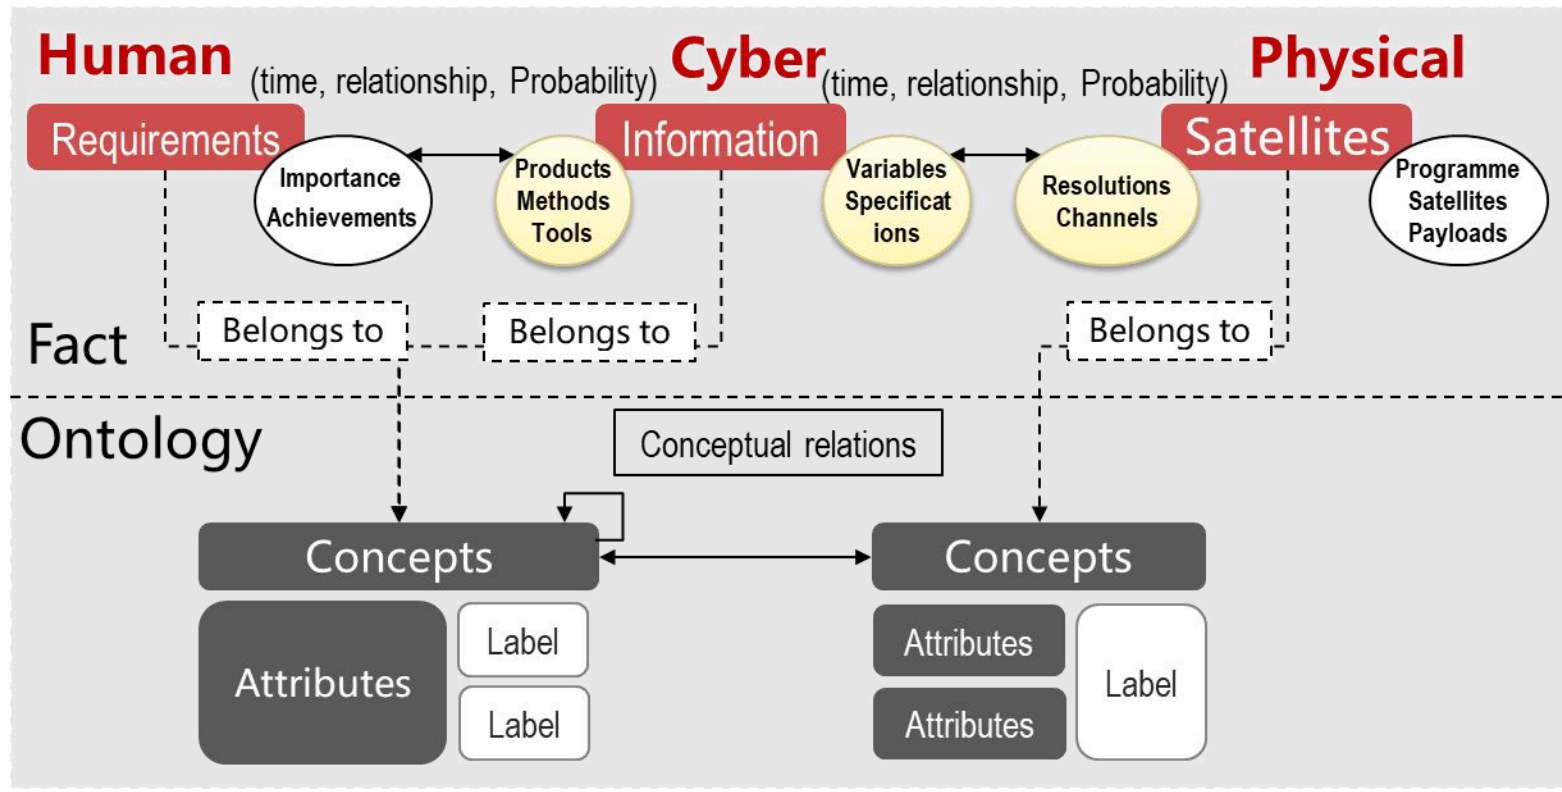 Human
(time, relationship, Probability)
Cyber
(time, relationship, Probability)
Physical
Requirements
Information
Satellites
Importance
Achievements
Products
Methods
Tools
Variables
Specificat
ions
Resolutions
Channels
Programme
Satellites
Payloads
Belongs to
Belongs to
Belongs to
Fact
Ontology
Conceptual relations
Concepts
Concepts
Attributes
Label
Label
Attributes
Attributes
Label